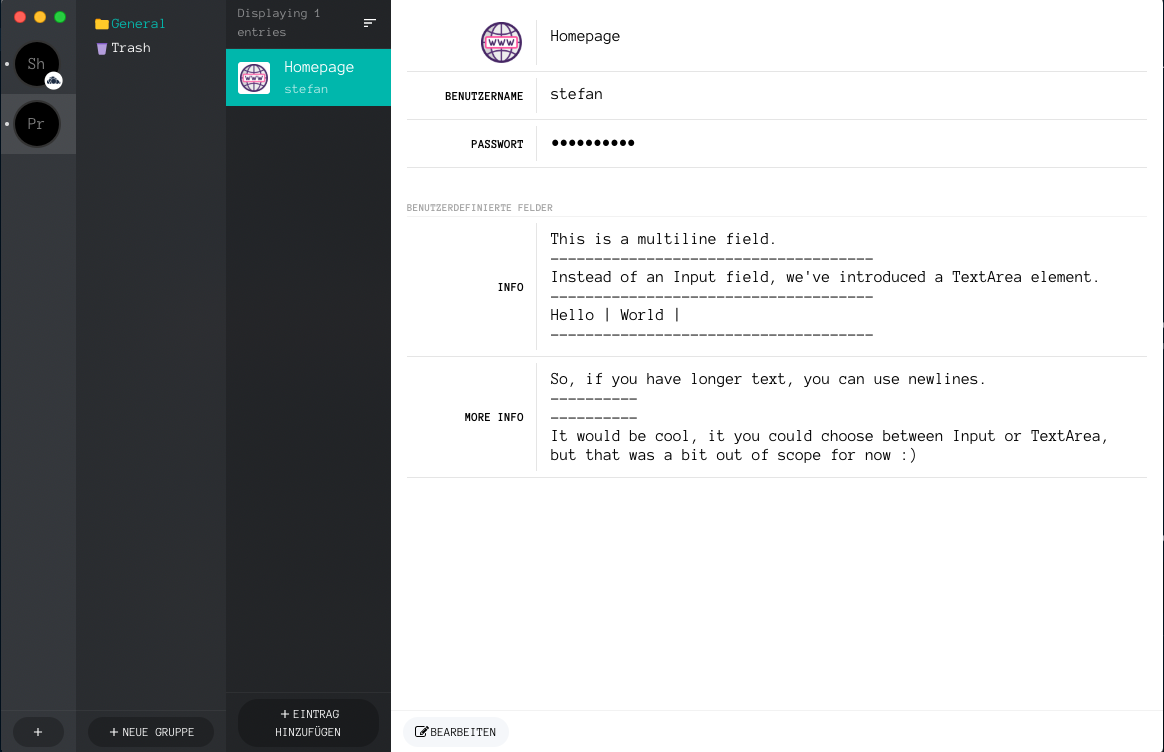 Sh
Pr
+
General
Trash
+ NEUE GRUPPE
Displaying 1
entries
Homepage
stefan
+ EINTRAG
HINZUFÜGEN
WWW
Homepage
BENUTZERNAME
stefan
PASSWORT
●●●●●●●●●●
BENUTZERDEFINIERTE FELDER
INFO
This is a multiline field.
-------------------------------------
Instead of an Input field, we've introduced a TextArea element.
-------------------------------------
Hello | World |
-------------------------------------
MORE INFO
So, if you have longer text, you can use newlines.
----------
----------
It would be cool, it you could choose between Input or TextArea,
but that was a bit out of scope for now :)
BEARBEITEN